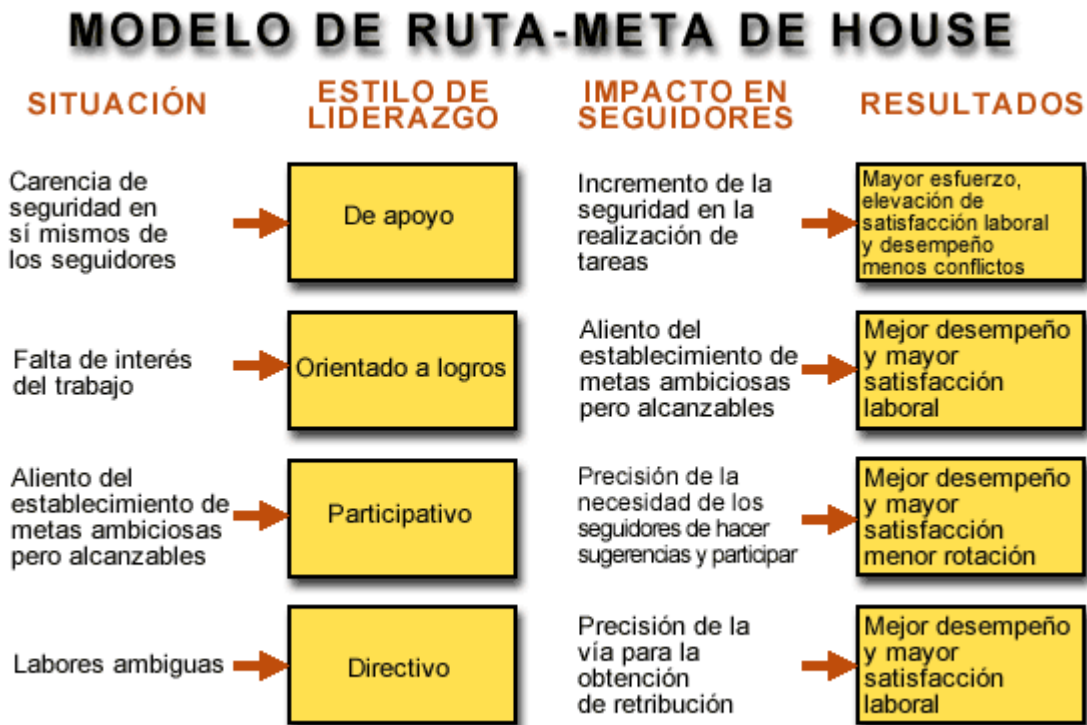 MODELO DE RUTA-META DE HOUSE
SITUACIÓN
ESTILO DE
LIDERAZGO
IMPACTO EN
SEGUIDORES
RESULTADOS
Carencia de
seguridad en
sí mismos de
los seguidores
De apoyo
Incremento de la
seguridad en la
realización de
tareas
Mayor esfuerzo,
elevación de
satisfacción laboral
y desempeño
menos conflictos
Falta de interés
del trabajo
Orientado a logros
Aliento del
establecimiento de
metas ambiciosas
pero alcanzables
Mejor desempeño
y mayor
satisfacción
laboral
Aliento del
establecimiento de
metas ambiciosas
pero alcanzables
Participativo
Precisión de la
necesidad de los
seguidores de hacer
sugerencias y participar
Mejor desempeño
y mayor
satisfacción
menor rotación
Labores ambiguas
Directivo
Precisión de la
vía para la
obtención
de retribución
Mejor desempeño
y mayor
satisfacción
laboral